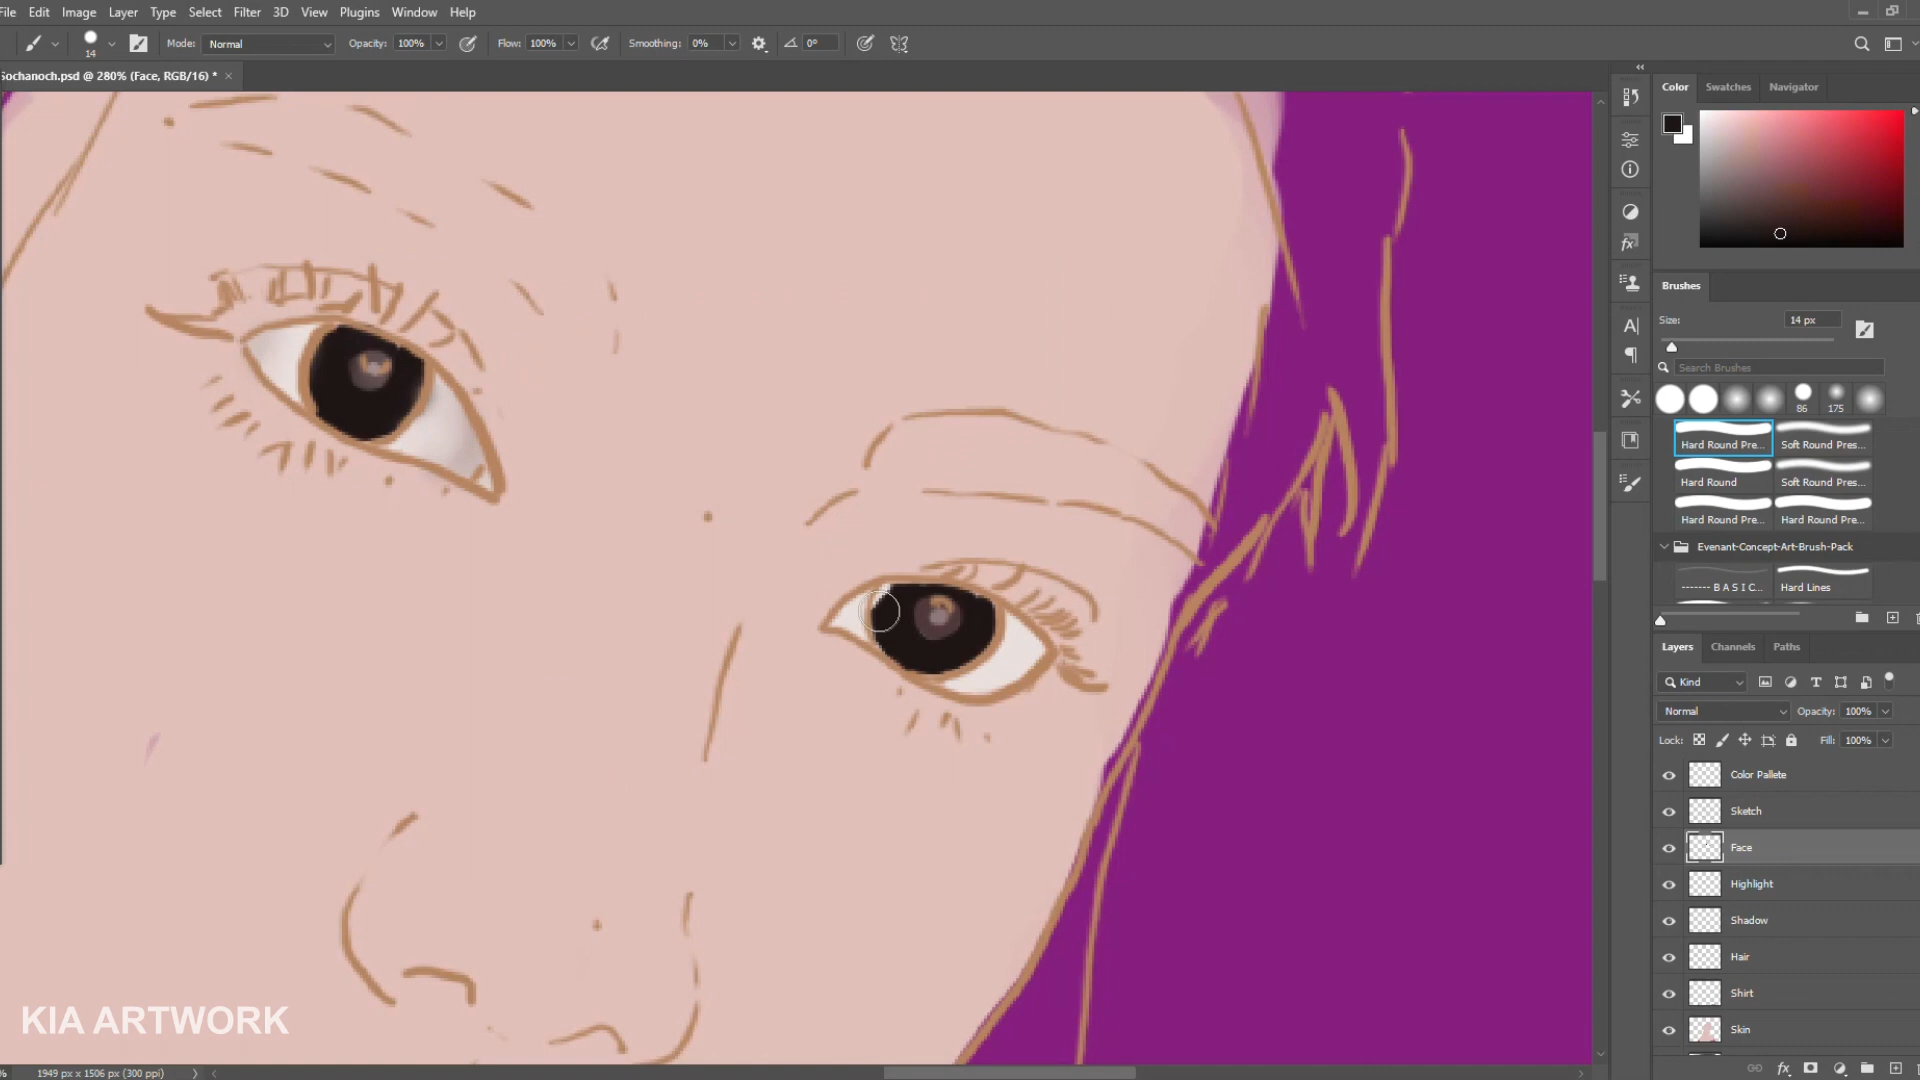 File Edit Image Layer Type Select Filter 3D View Plugins Window Help
14 Mode: Normal Opacity: 100% Flow: 100% Smoothing: 0% 0°
Sochanoch.psd @ 280% (Face, RGB/16) *
Color Swatches Navigator
Brushes
Size: 14 px
Search Brushes
86 175
Hard Round Pre... Soft Round Pres...
Hard Round Soft Round Pres...
Hard Round Pre... Hard Round Pre...
Evenant-Concept-Art-Brush-Pack
------- B A S I C... Hard Lines
Layers Channels Paths
Kind
Normal Opacity: 100%
Lock: Fill: 100%
Color Pallete
Sketch
Face
Highlight
Shadow
Hair
Shirt
Skin
KIA ARTWORK
% 1949 px x 1506 px (300 ppi)